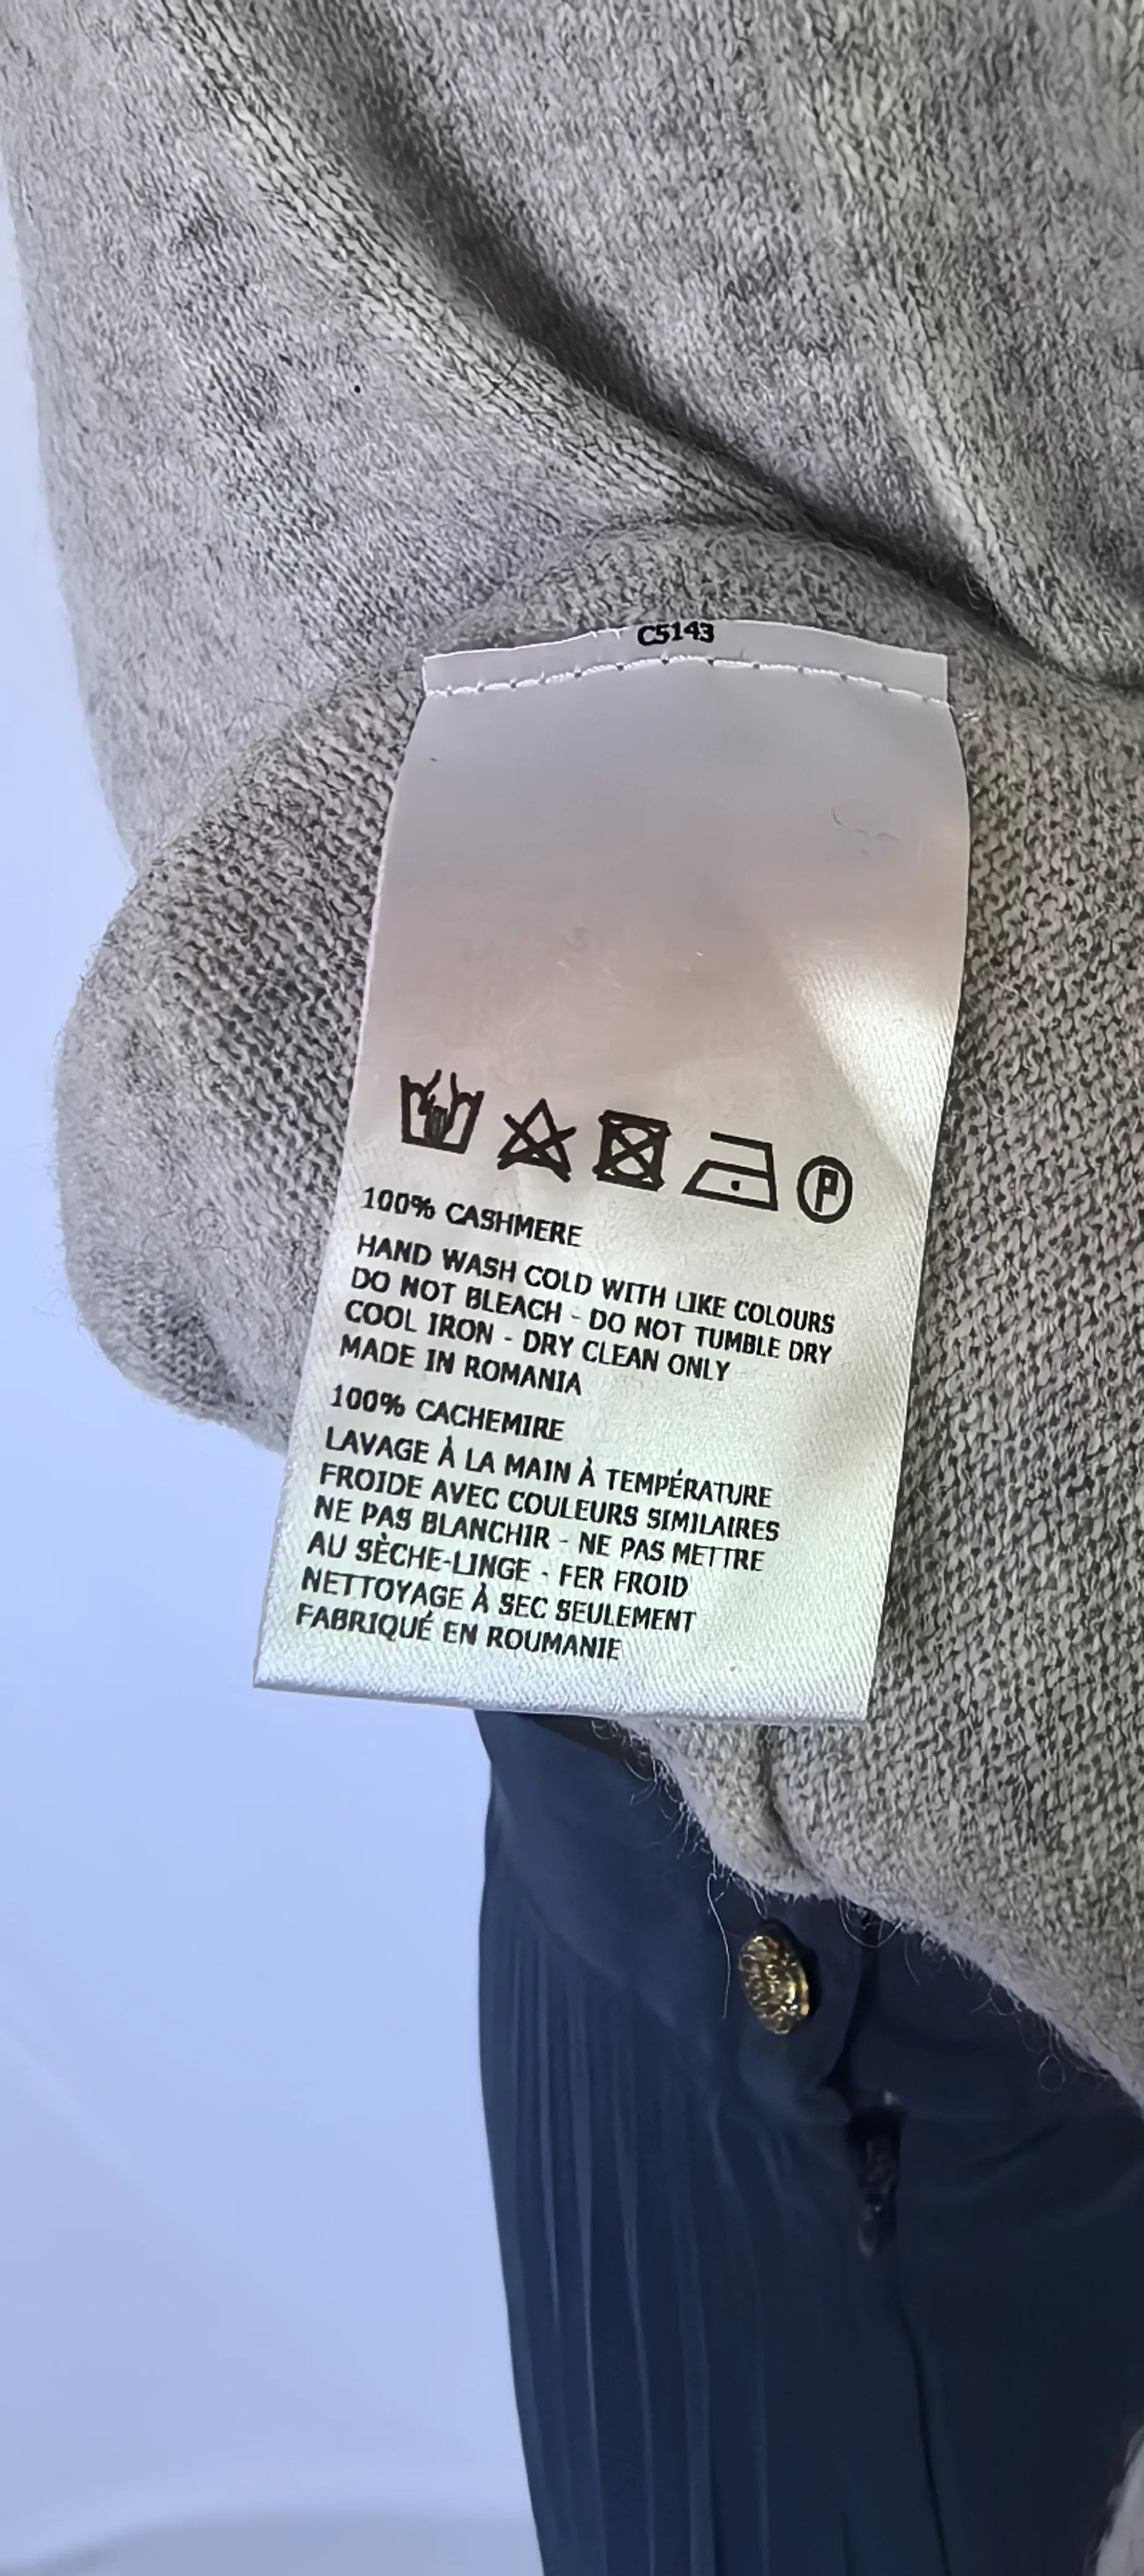 C5143
P
100% CASHMERE
HAND WASH COLD WITH LIKE COLOURS
DO NOT BLEACH - DO NOT TUMBLE DRY
COOL IRON - DRY CLEAN ONLY
MADE IN ROMANIA
100% CACHEMIRE
LAVAGE À LA MAIN À TEMPÉRATURE
FROIDE AVEC COULEURS SIMILAIRES
NE PAS BLANCHIR - NE PAS METTRE
AU SÈCHE-LINGE - FER FROID
NETTOYAGE À SEC SEULEMENT
FABRIQUÉ EN ROUMANIE